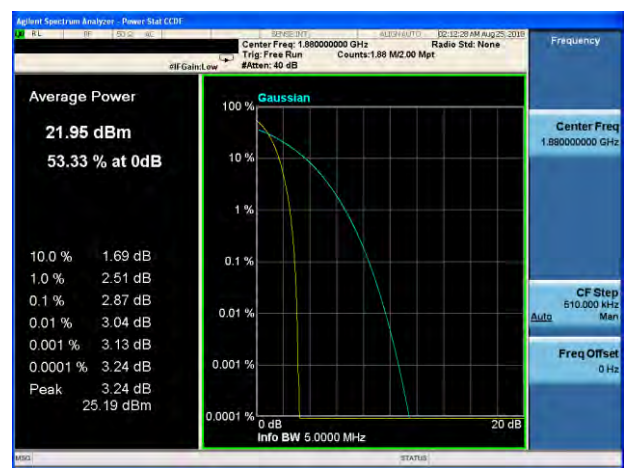 Agilent Spectrum Analyzer - Power Stat CCDF
RL RF 50 Ω AC SENSE:INT ALIGN AUTO 02:12:28 AM Aug 25, 2018
Center Freq: 1.880000000 GHz Radio Std: None
Trig: Free Run Counts:1.88 M/2.00 Mpt
#IFGain:Low #Atten: 40 dB
Frequency
Average Power
21.95 dBm
53.33 % at 0dB
10.0 % 1.69 dB
1.0 % 2.51 dB
0.1 % 2.87 dB
0.01 % 3.04 dB
0.001 % 3.13 dB
0.0001 % 3.24 dB
Peak 3.24 dB
25.19 dBm
Gaussian
100 %
10 %
1 %
0.1 %
0.01 %
0.001 %
0.0001 %
0 dB 20 dB
Info BW 5.0000 MHz
Center Freq
1.880000000 GHz
CF Step
510.000 kHz
Auto Man
Freq Offset
0 Hz
MSG STATUS